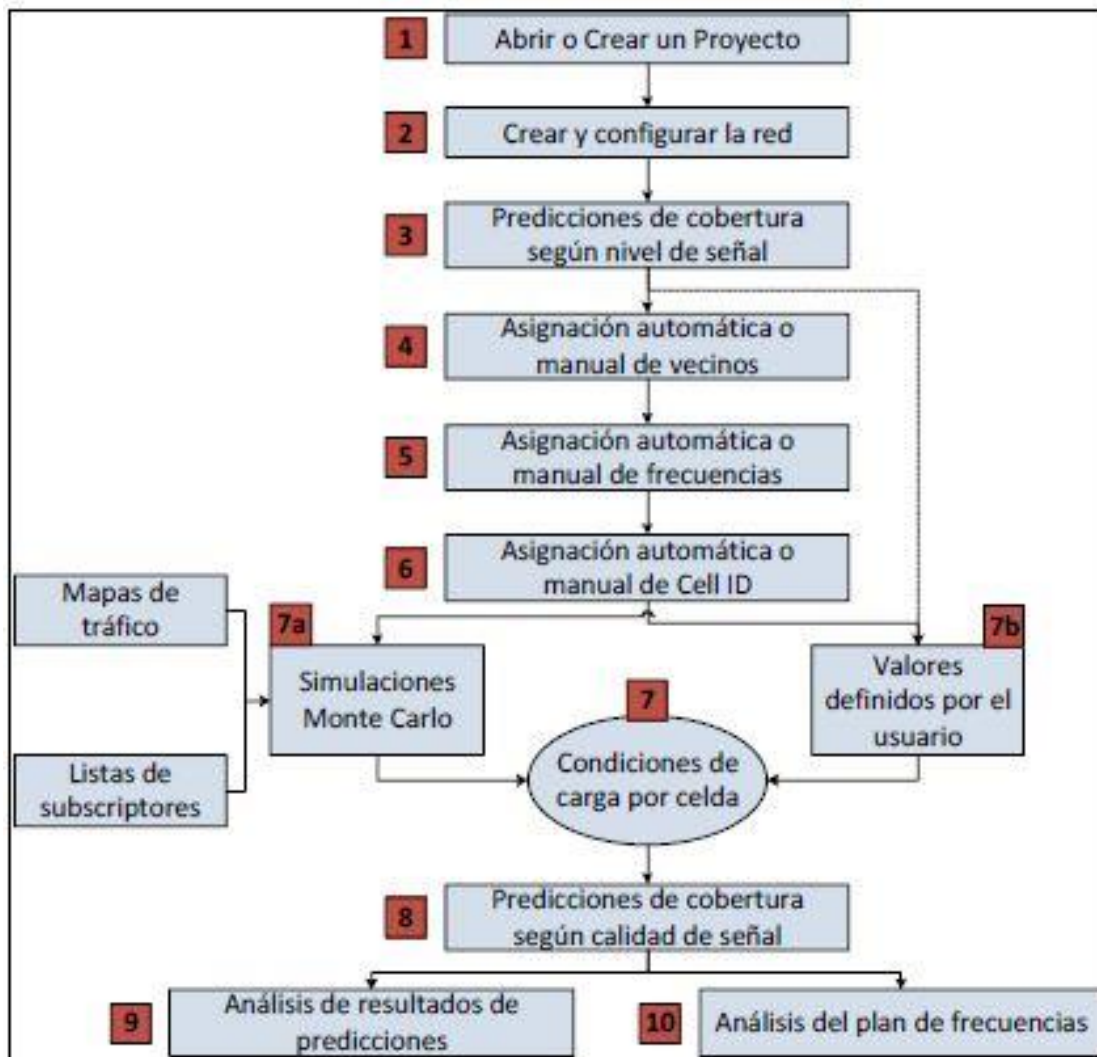 1
Abrir o Crear un Proyecto
2
Crear y configurar la red
3
Predicciones de cobertura
según nivel de señal
4
Asignación automática o
manual de vecinos
5
Asignación automática o
manual de frecuencias
6
Asignación automática o
manual de Cell ID
Mapas de
tráfico
Listas de
subscriptores
7a
Simulaciones
Monte Carlo
7
Condiciones de
carga por celda
7b
Valores
definidos por el
usuario
8
Predicciones de cobertura
según calidad de señal
9
Análisis de resultados de
predicciones
10
Análisis del plan de frecuencias